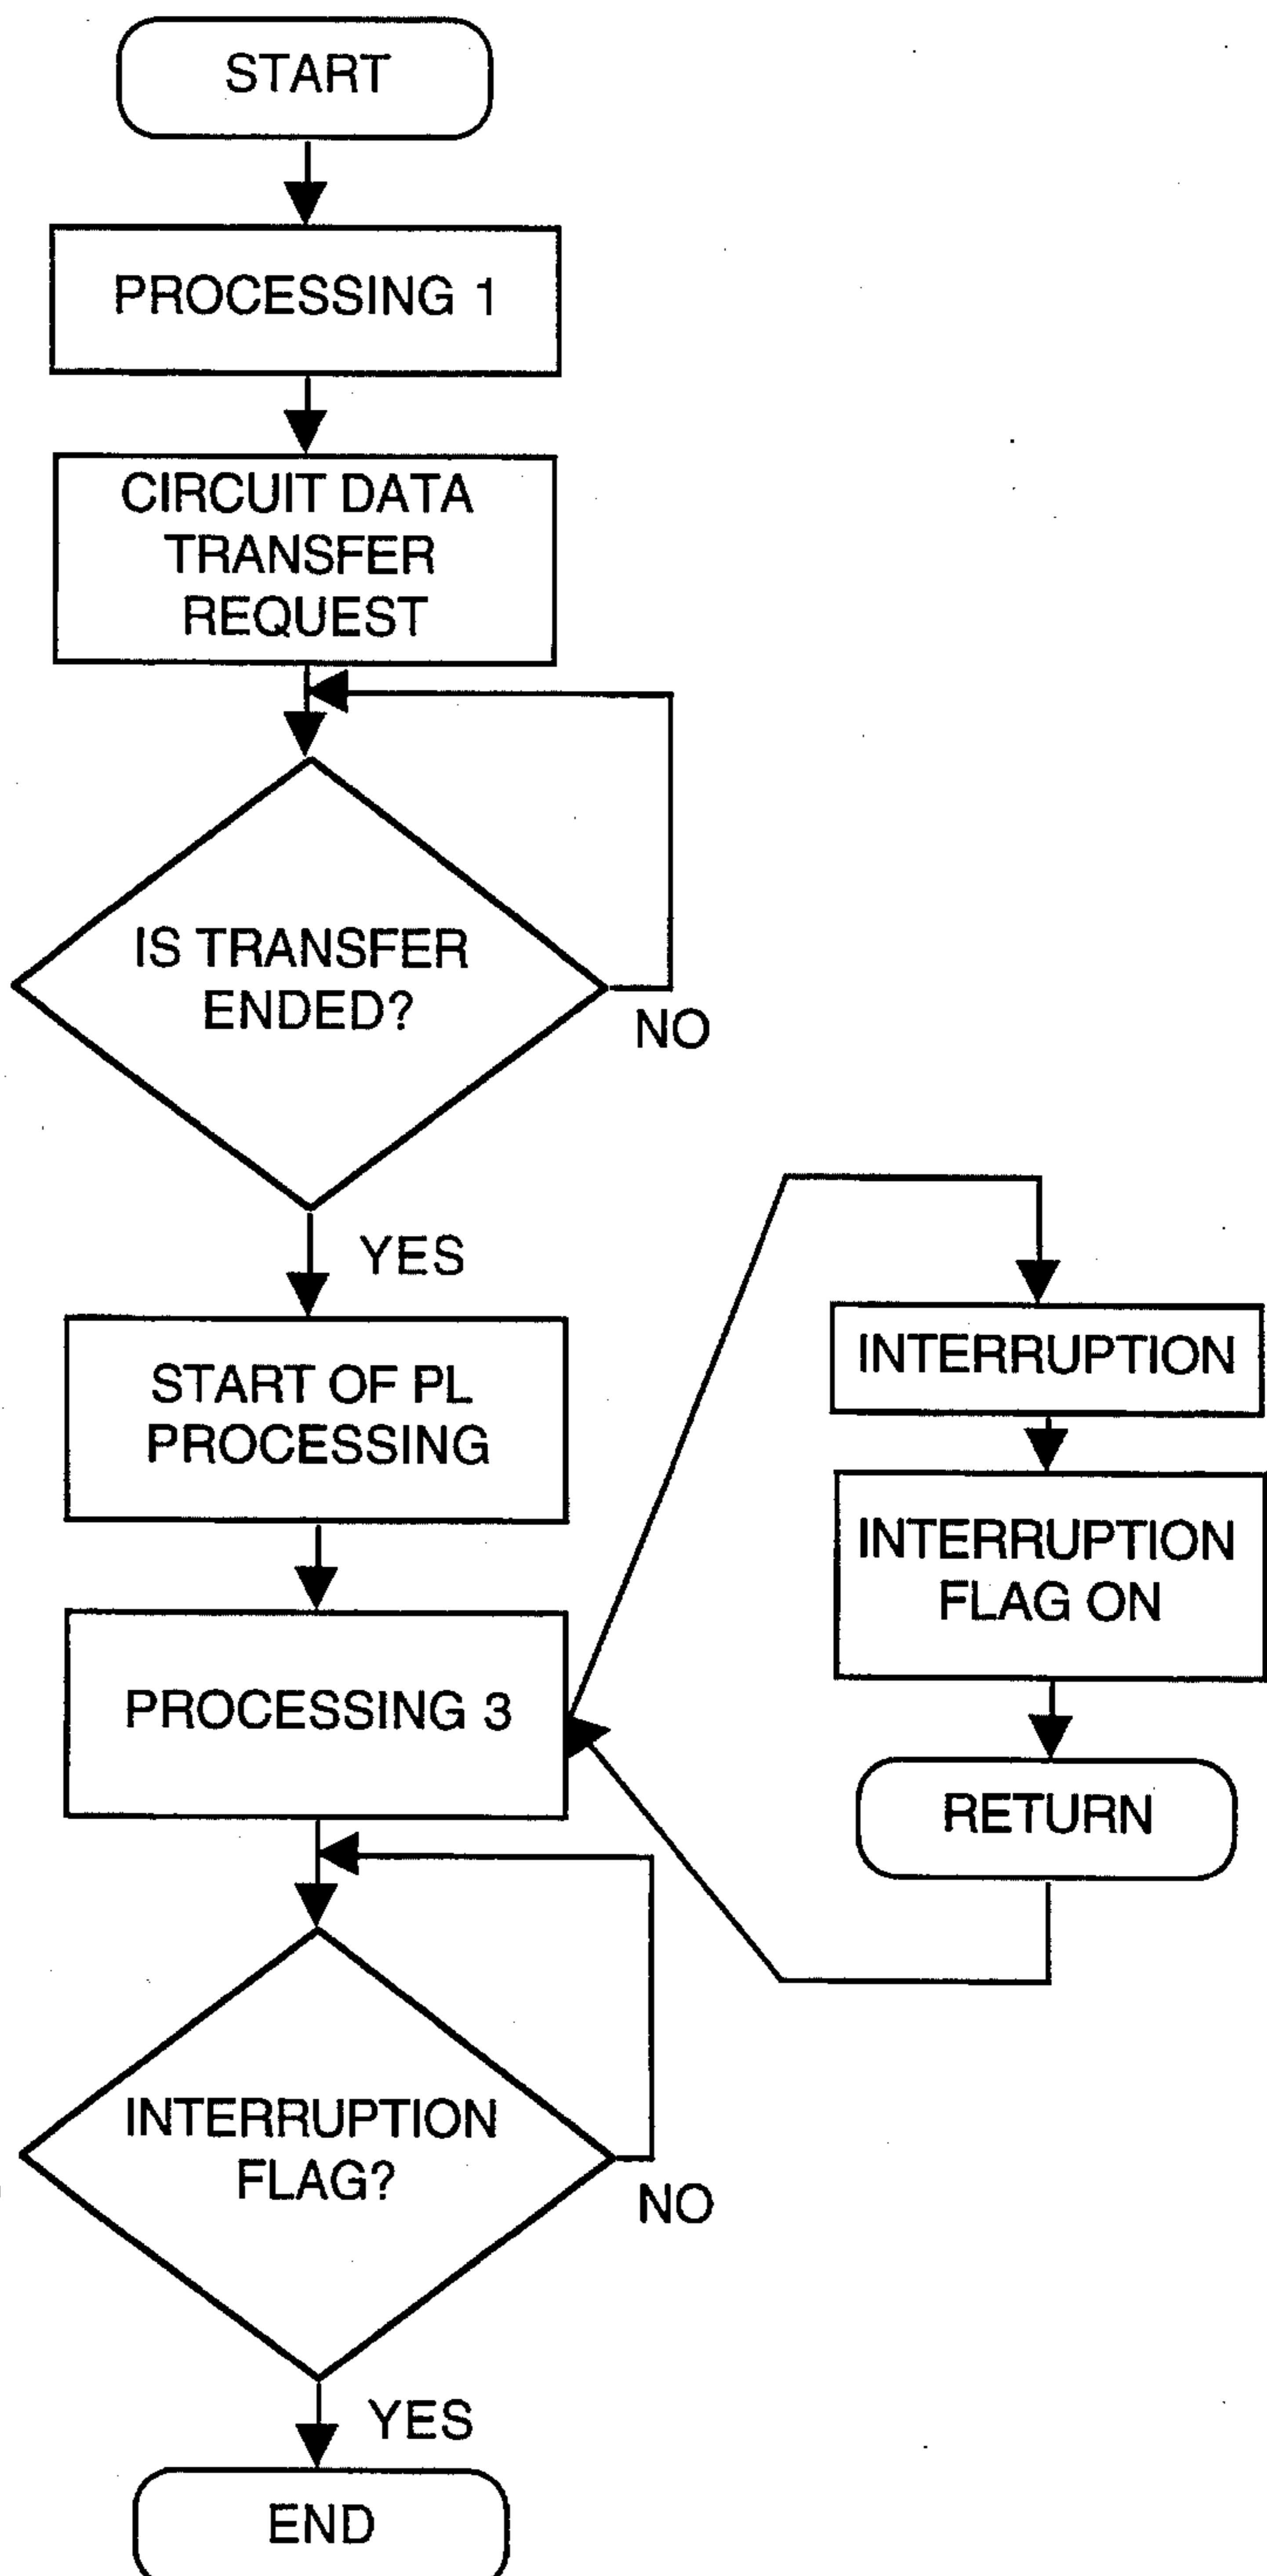 START
PROCESSING 1
CIRCUIT DATA
TRANSFER
REQUEST
IS TRANSFER
ENDED?
NO
YES
START OF PL
PROCESSING
PROCESSING 3
INTERRUPTION
INTERRUPTION
FLAG ON
RETURN
INTERRUPTION
FLAG?
NO
YES
END